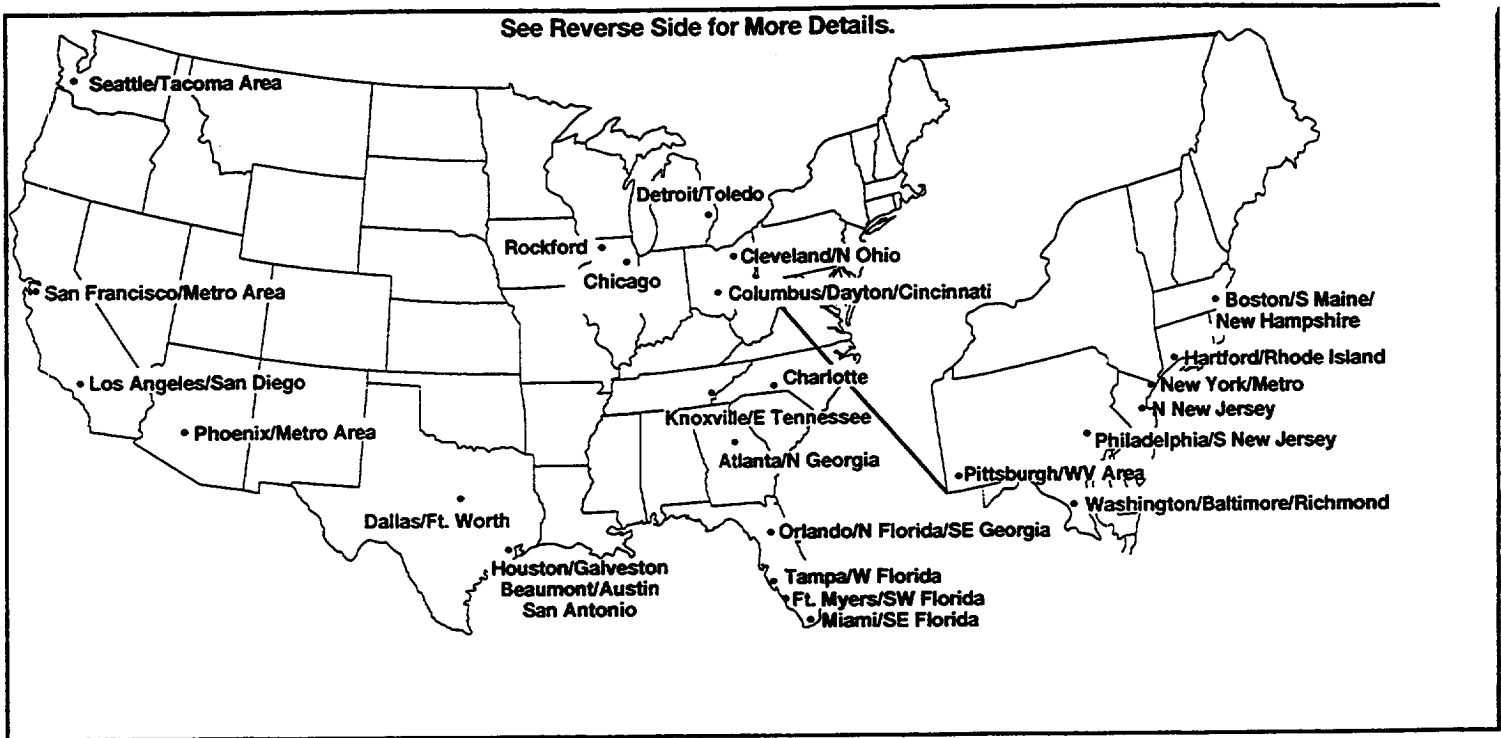 See Reverse Side for More Details.
Seattle/Tacoma Area
Detroit/Toledo
Rockford
Cleveland/N Ohio
Chicago
San Francisco/Metro Area
Columbus/Dayton/Cincinnati
Boston/S Maine/
New Hampshire
Hartford/Rhode Island
Los Angeles/San Diego
Charlotte
New York/Metro
N New Jersey
Knoxville/E Tennessee
Phoenix/Metro Area
Philadelphia/S New Jersey
Atlanta/N Georgia
Pittsburgh/WV Area
Washington/Baltimore/Richmond
Dallas/Ft. Worth
Orlando/N Florida/SE Georgia
Houston/Galveston
Beaumont/Austin
San Antonio
Tampa/W Florida
Ft. Myers/SW Florida
Miami/SE Florida